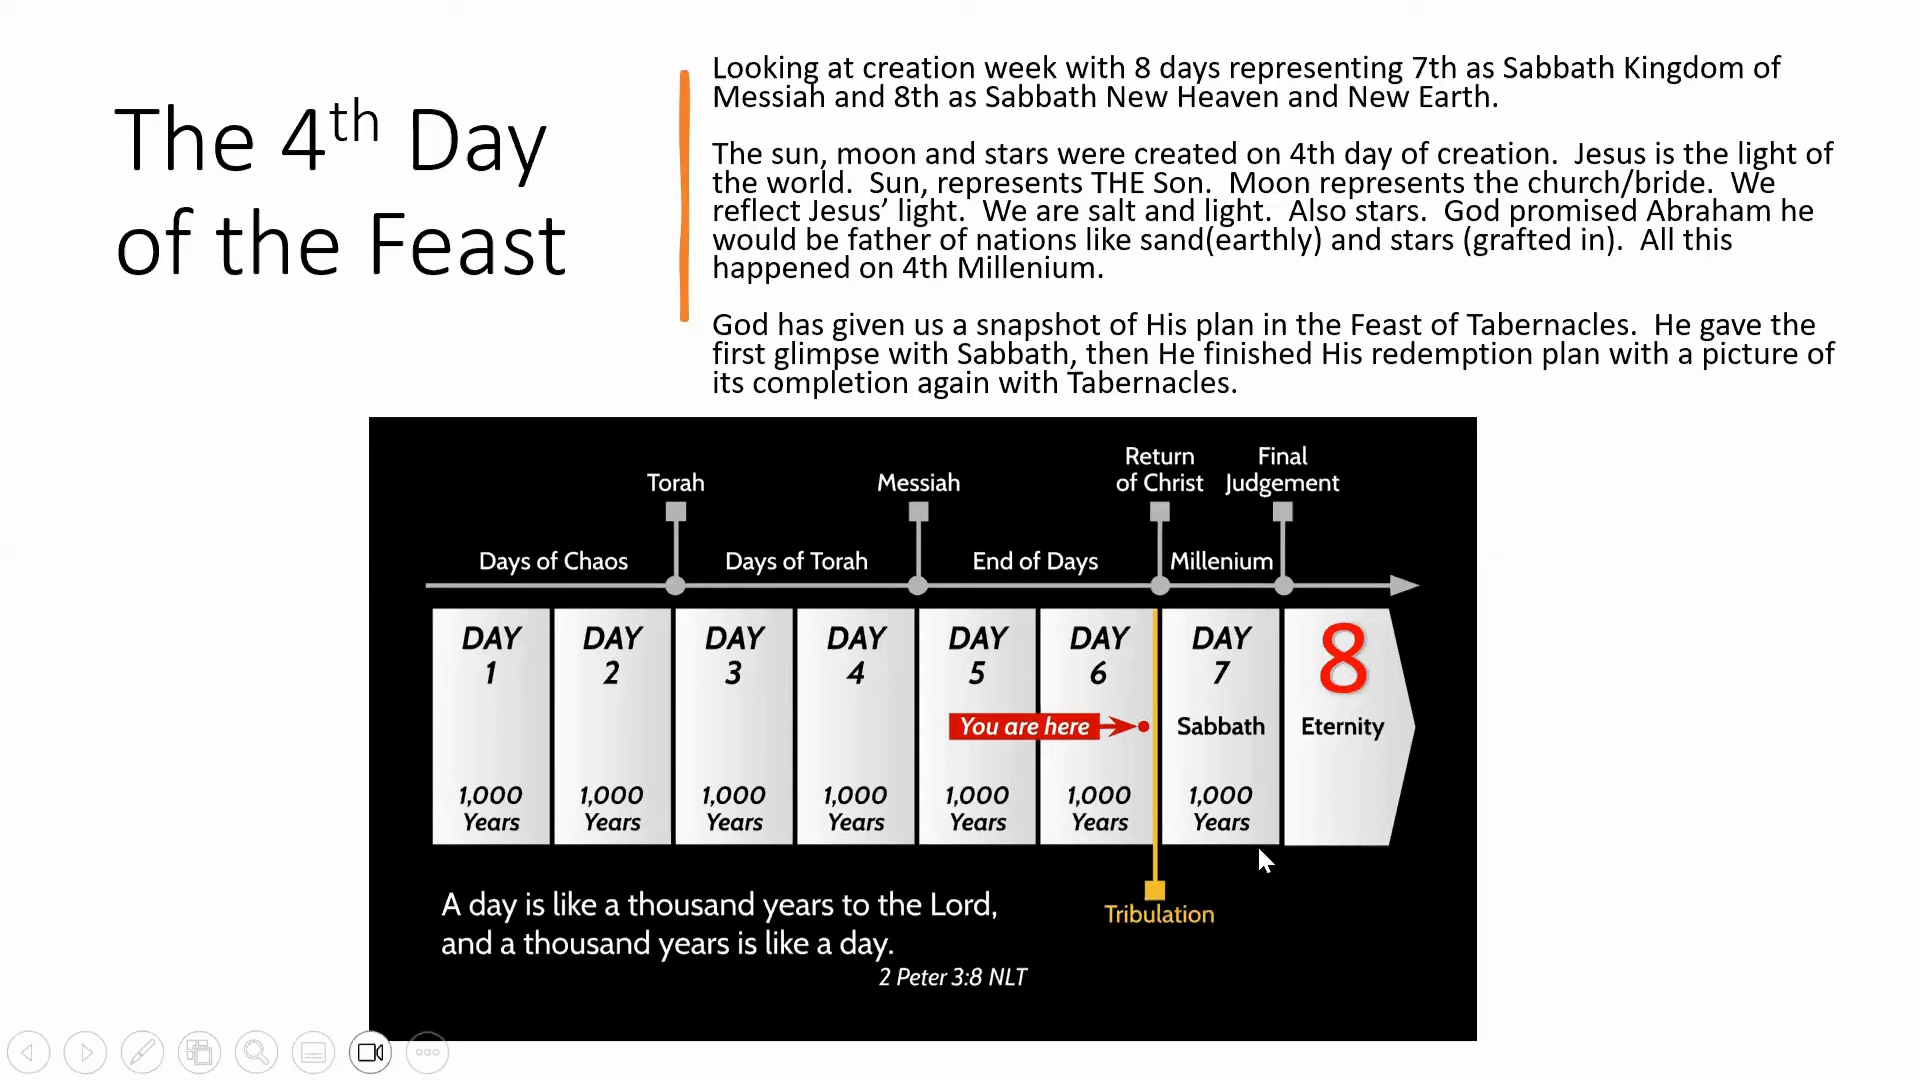 The 4th Day
of the Feast
Looking at creation week with 8 days representing 7th as Sabbath Kingdom of
Messiah and 8th as Sabbath New Heaven and New Earth.
The sun, moon and stars were created on 4th day of creation.  Jesus is the light of
the world.  Sun, represents THE Son.  Moon represents the church/bride.  We
reflect Jesus’ light.  We are salt and light.  Also stars.  God promised Abraham he
would be father of nations like sand(earthly) and stars (grafted in).  All this
happened on 4th Millenium.
God has given us a snapshot of His plan in the Feast of Tabernacles.  He gave the
first glimpse with Sabbath, then He finished His redemption plan with a picture of
its completion again with Tabernacles.
Torah
Messiah
Return
of Christ
Final
Judgement
Days of Chaos
Days of Torah
End of Days
Millenium
DAY
1
1,000
Years
DAY
2
1,000
Years
DAY
3
1,000
Years
DAY
4
1,000
Years
DAY
5
1,000
Years
DAY
6
1,000
Years
You are here
DAY
7
Sabbath
1,000
Years
8
Eternity
Tribulation
A day is like a thousand years to the Lord,
and a thousand years is like a day.
2 Peter 3:8 NLT